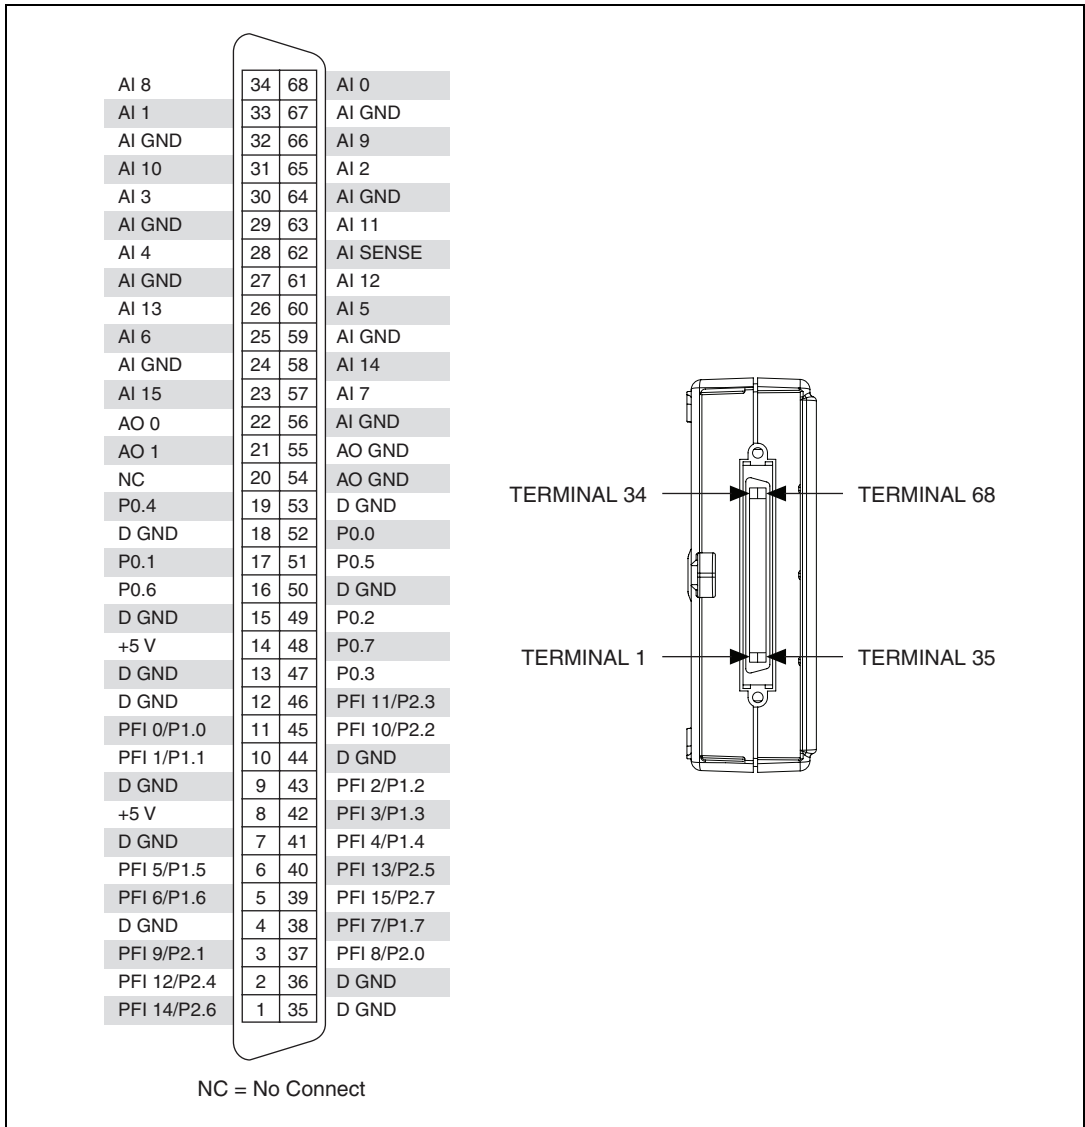 AI 8 34 68 AI 0
AI 1 33 67 AI GND
AI GND 32 66 AI 9
AI 10 31 65 AI 2
AI 3 30 64 AI GND
AI GND 29 63 AI 11
AI 4 28 62 AI SENSE
AI GND 27 61 AI 12
AI 13 26 60 AI 5
AI 6 25 59 AI GND
AI GND 24 58 AI 14
AI 15 23 57 AI 7
AO 0 22 56 AI GND
AO 1 21 55 AO GND
NC 20 54 AO GND
P0.4 19 53 D GND
D GND 18 52 P0.0
P0.1 17 51 P0.5
P0.6 16 50 D GND
D GND 15 49 P0.2
+5 V 14 48 P0.7
D GND 13 47 P0.3
D GND 12 46 PFI 11/P2.3
PFI 0/P1.0 11 45 PFI 10/P2.2
PFI 1/P1.1 10 44 D GND
D GND 9 43 PFI 2/P1.2
+5 V 8 42 PFI 3/P1.3
D GND 7 41 PFI 4/P1.4
PFI 5/P1.5 6 40 PFI 13/P2.5
PFI 6/P1.6 5 39 PFI 15/P2.7
D GND 4 38 PFI 7/P1.7
PFI 9/P2.1 3 37 PFI 8/P2.0
PFI 12/P2.4 2 36 D GND
PFI 14/P2.6 1 35 D GND
NC = No Connect
TERMINAL 34 TERMINAL 68
TERMINAL 1 TERMINAL 35